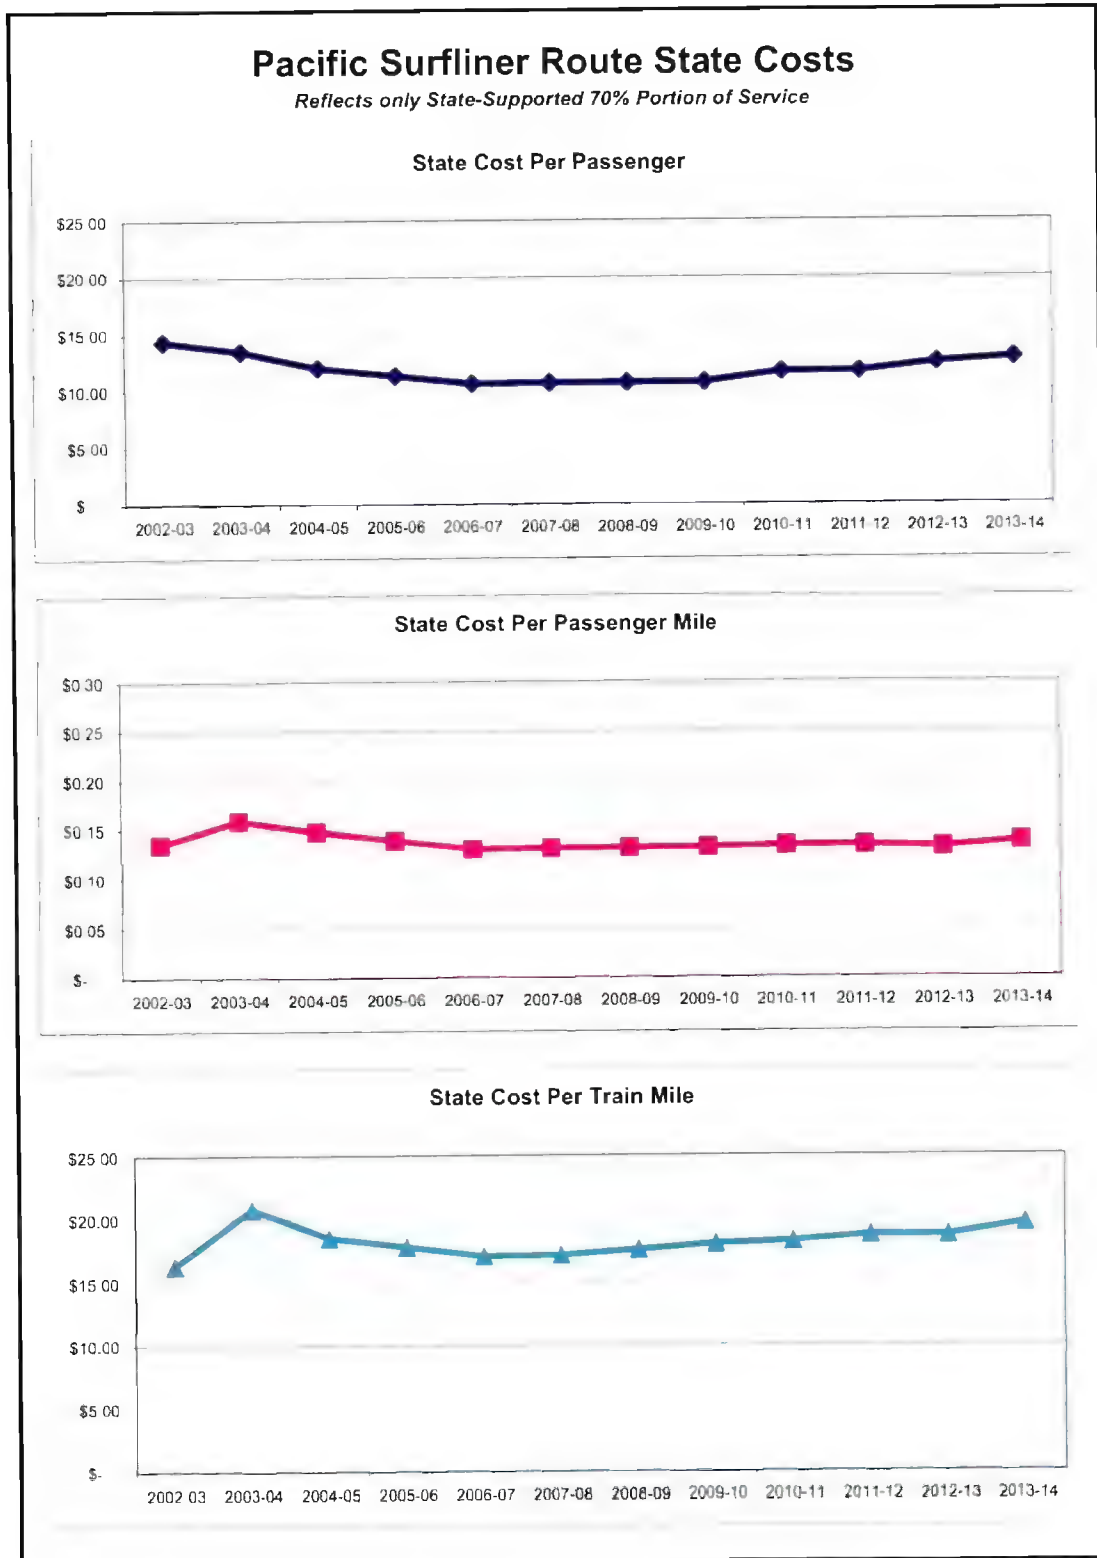 Pacific Surfliner Route State Costs
Reflects only State-Supported 70% Portion of Service
State Cost Per Passenger
$25 00
$20 00
$15 00
$10.00
$5 00
$
2002-03 2003-04 2004-05 2005-06 2006-07 2007-08 2008-09 2009-10 2010-11 2011-12 2012-13 2013-14
State Cost Per Passenger Mile
$0 30
$0 25
$0.20
$0 15
$0 10
$0 05
$-
2002-03 2003-04 2004-05 2005-06 2006-07 2007-08 2008-09 2009-10 2010-11 2011-12 2012-13 2013-14
State Cost Per Train Mile
$25 00
$20.00
$15 00
$10.00
$5 00
$-
2002 03 2003-04 2004-05 2005-06 2006-07 2007-08 2008-09 2009-10 2010-11 2011-12 2012-13 2013-14